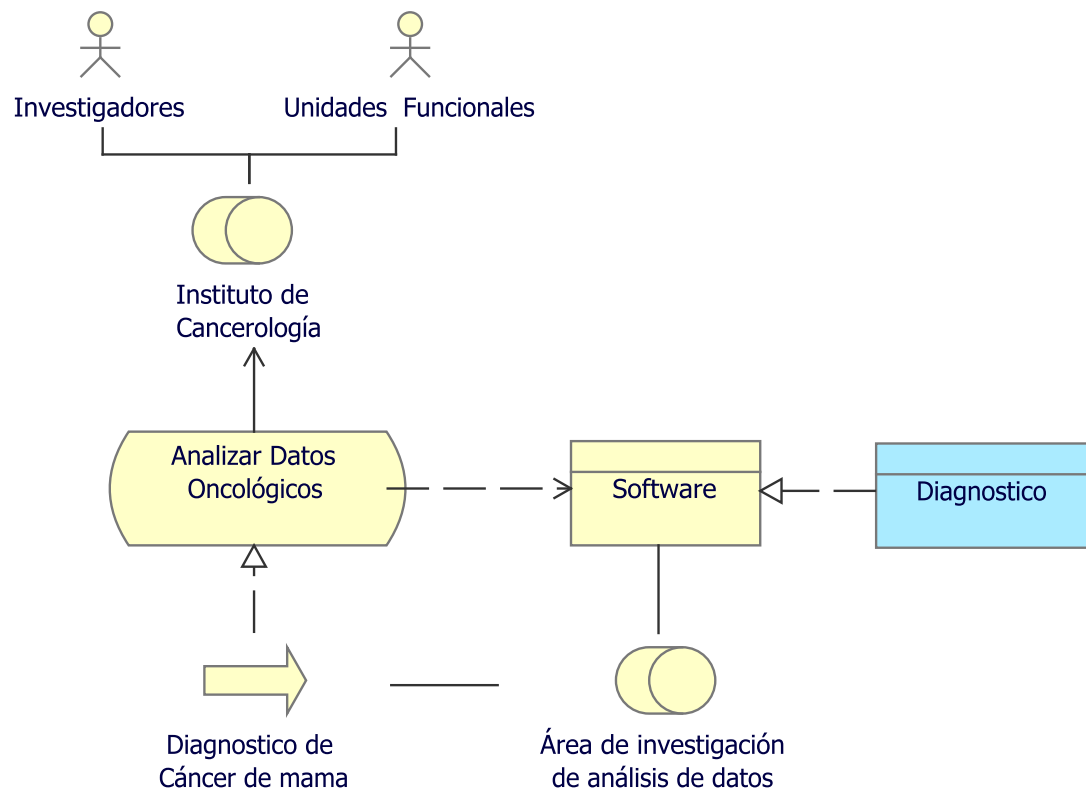 Investigadores
Unidades Funcionales
Instituto de
Cancerología
Analizar Datos
Oncológicos
Software
Diagnostico
Diagnostico de
Cáncer de mama
Área de investigación
de análisis de datos